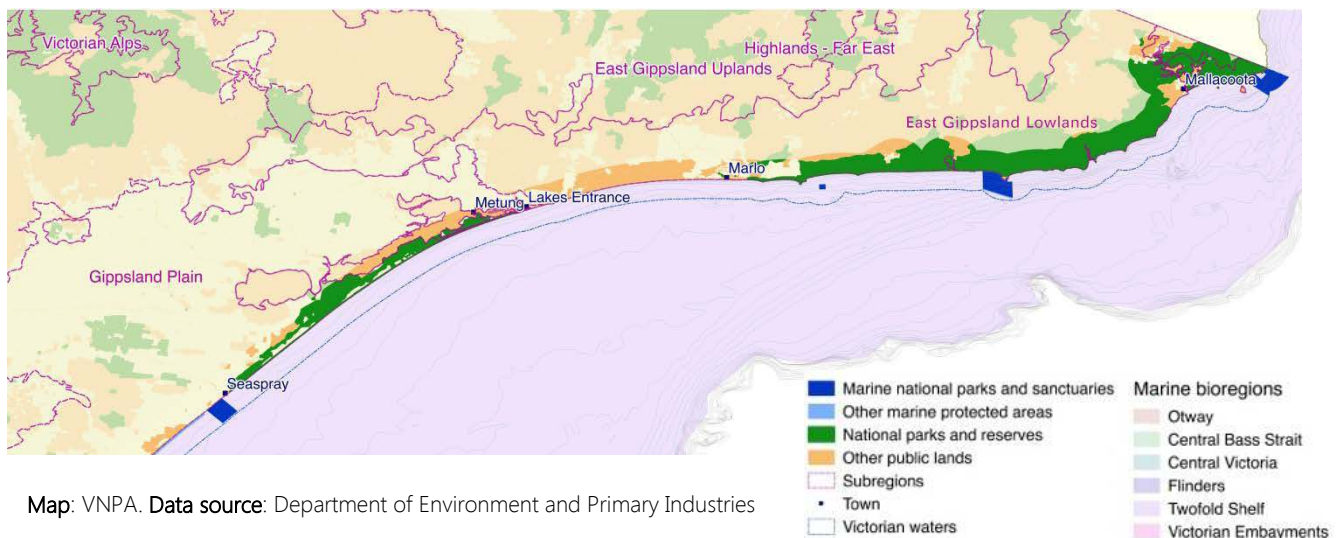 Victorian Alps
Highlands - Far East
East Gippsland Uplands
Mallacoota
East Gippsland Lowlands
Marlo
Metung
Lakes Entrance
Gippsland Plain
Seaspray
Marine national parks and sanctuaries
Other marine protected areas
National parks and reserves
Other public lands
Subregions
Town
Victorian waters
Marine bioregions
Otway
Central Bass Strait
Central Victoria
Flinders
Twofold Shelf
Victorian Embayments
Map: VNPA. Data source: Department of Environment and Primary Industries